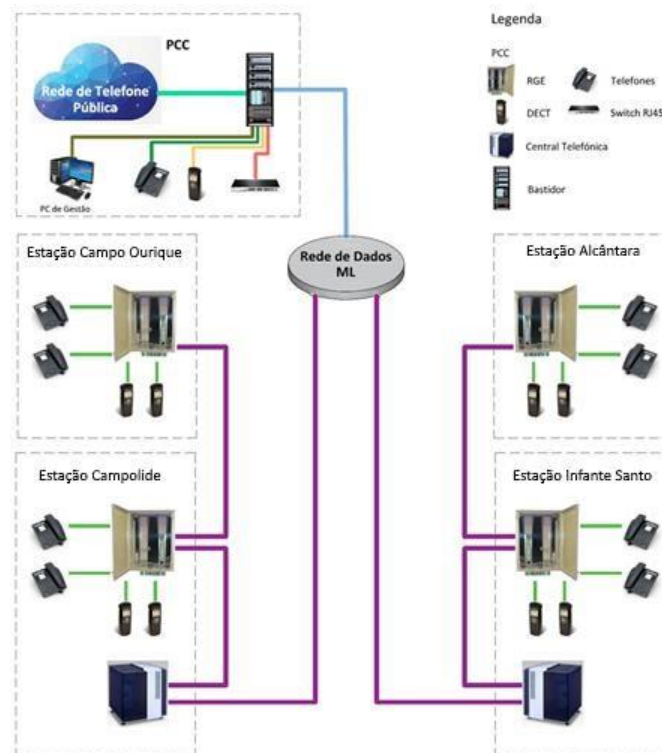 PCC
Rede de Telefone
Pública
PC de Gestão
Legenda
PCC
RGE
Telefones
DECT
Switch RJ45
Central Telefónica
Bastidor
Rede de Dados
ML
Estação Campo Ourique
Estação Alcântara
Estação Campolide
Estação Infante Santo